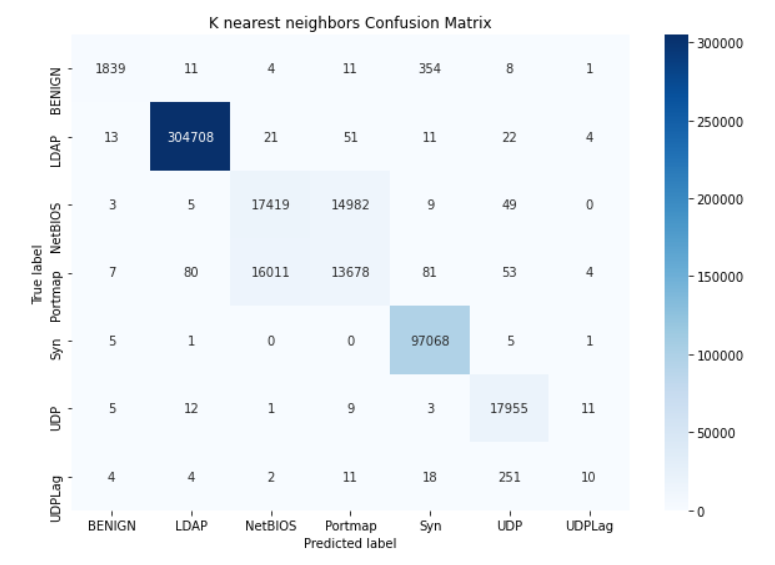 K nearest neighbors Confusion Matrix
BENIGN 1839 11 4 11 354 8 1
LDAP 13 304708 21 51 11 22 4
NetBIOS 3 5 17419 14982 9 49 0
Portmap 7 80 16011 13678 81 53 4
Syn 5 1 0 0 97068 5 1
UDP 5 12 1 9 3 17955 11
UDPLag 4 4 2 11 18 251 10
True label
BENIGN LDAP NetBIOS Portmap Syn UDP UDPLag
Predicted label
300000
250000
200000
150000
100000
50000
0